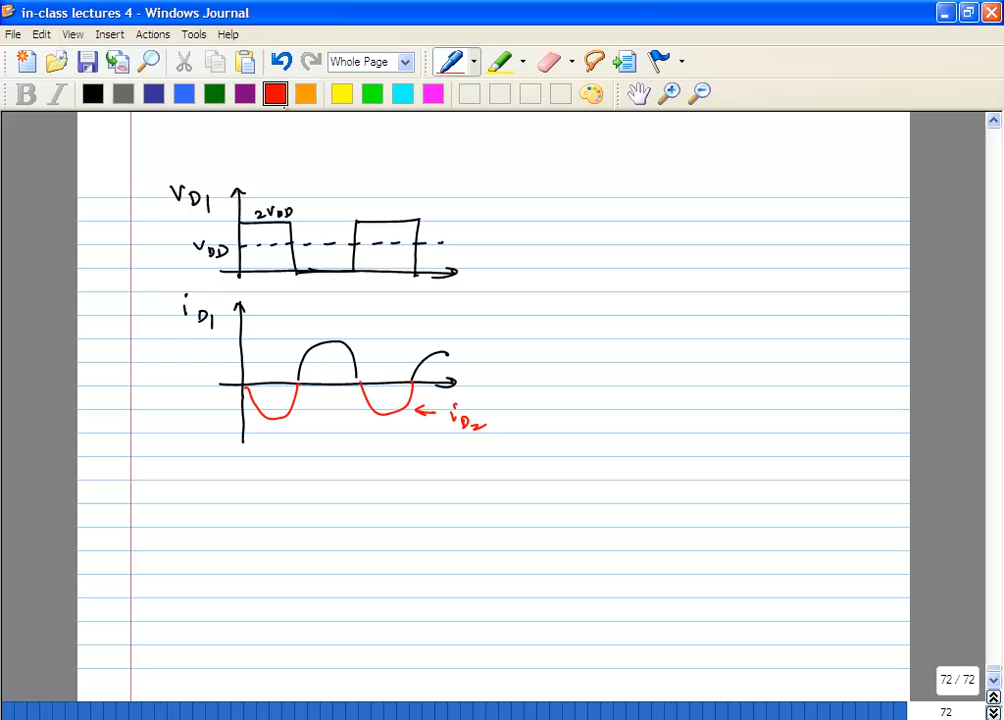 in-class lectures 4 - Windows Journal
File Edit View Insert Actions Tools Help
Whole Page
B I
VD1
2VDD
VDD
iD1
iD2
72 / 72
72